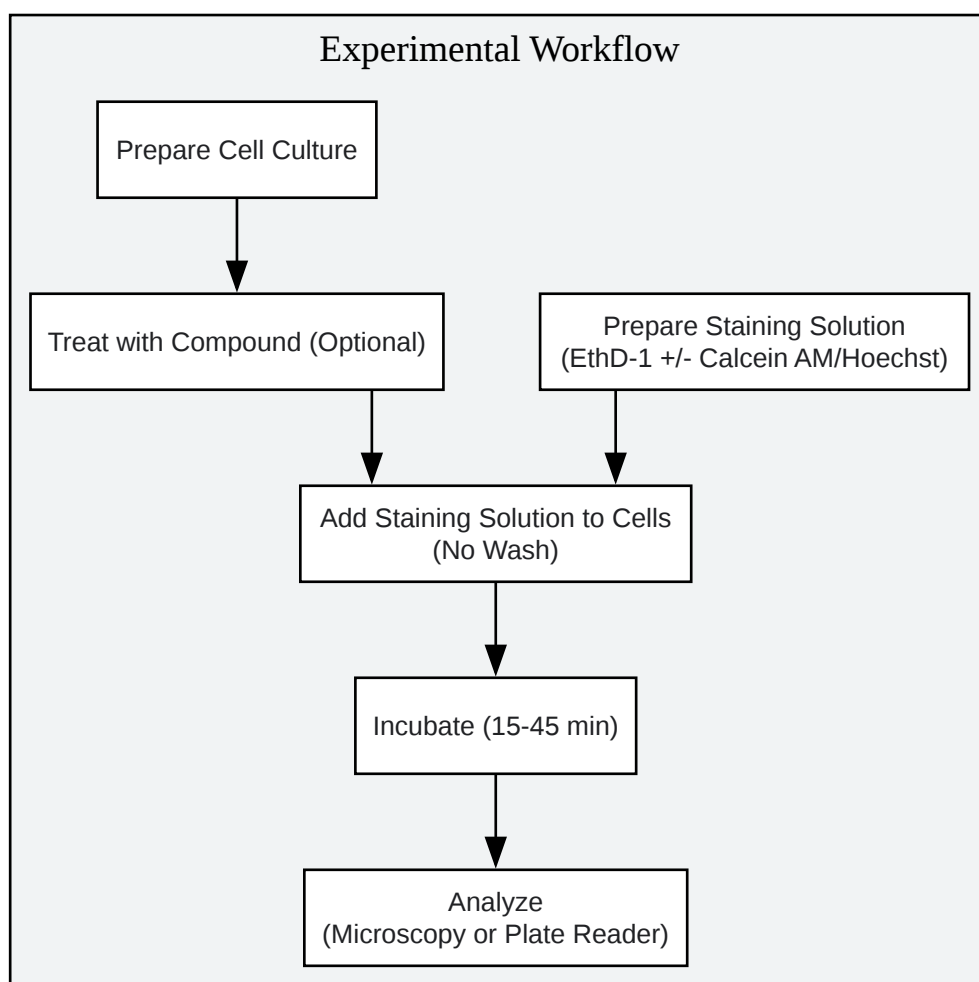 Experimental Workflow
Prepare Cell Culture
Treat with Compound (Optional)
Prepare Staining Solution
(EthD-1 +/- Calcein AM/Hoechst)
Add Staining Solution to Cells
(No Wash)
Incubate (15-45 min)
Analyze
(Microscopy or Plate Reader)